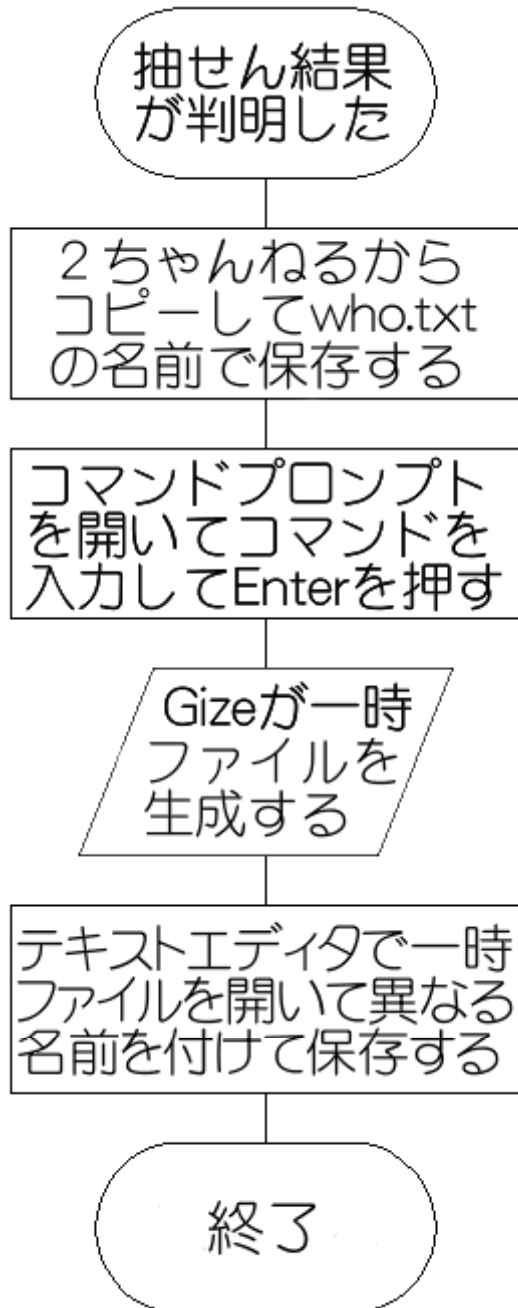 抽せん結果
が判明した
２ちゃんねるから
コピーしてwho.txt
の名前で保存する
コマンドプロンプト
を開いてコマンドを
入力してEnterを押す
Gizeが一時
ファイルを
生成する
テキストエディタで一時
ファイルを開いて異なる
名前を付けて保存する
終了